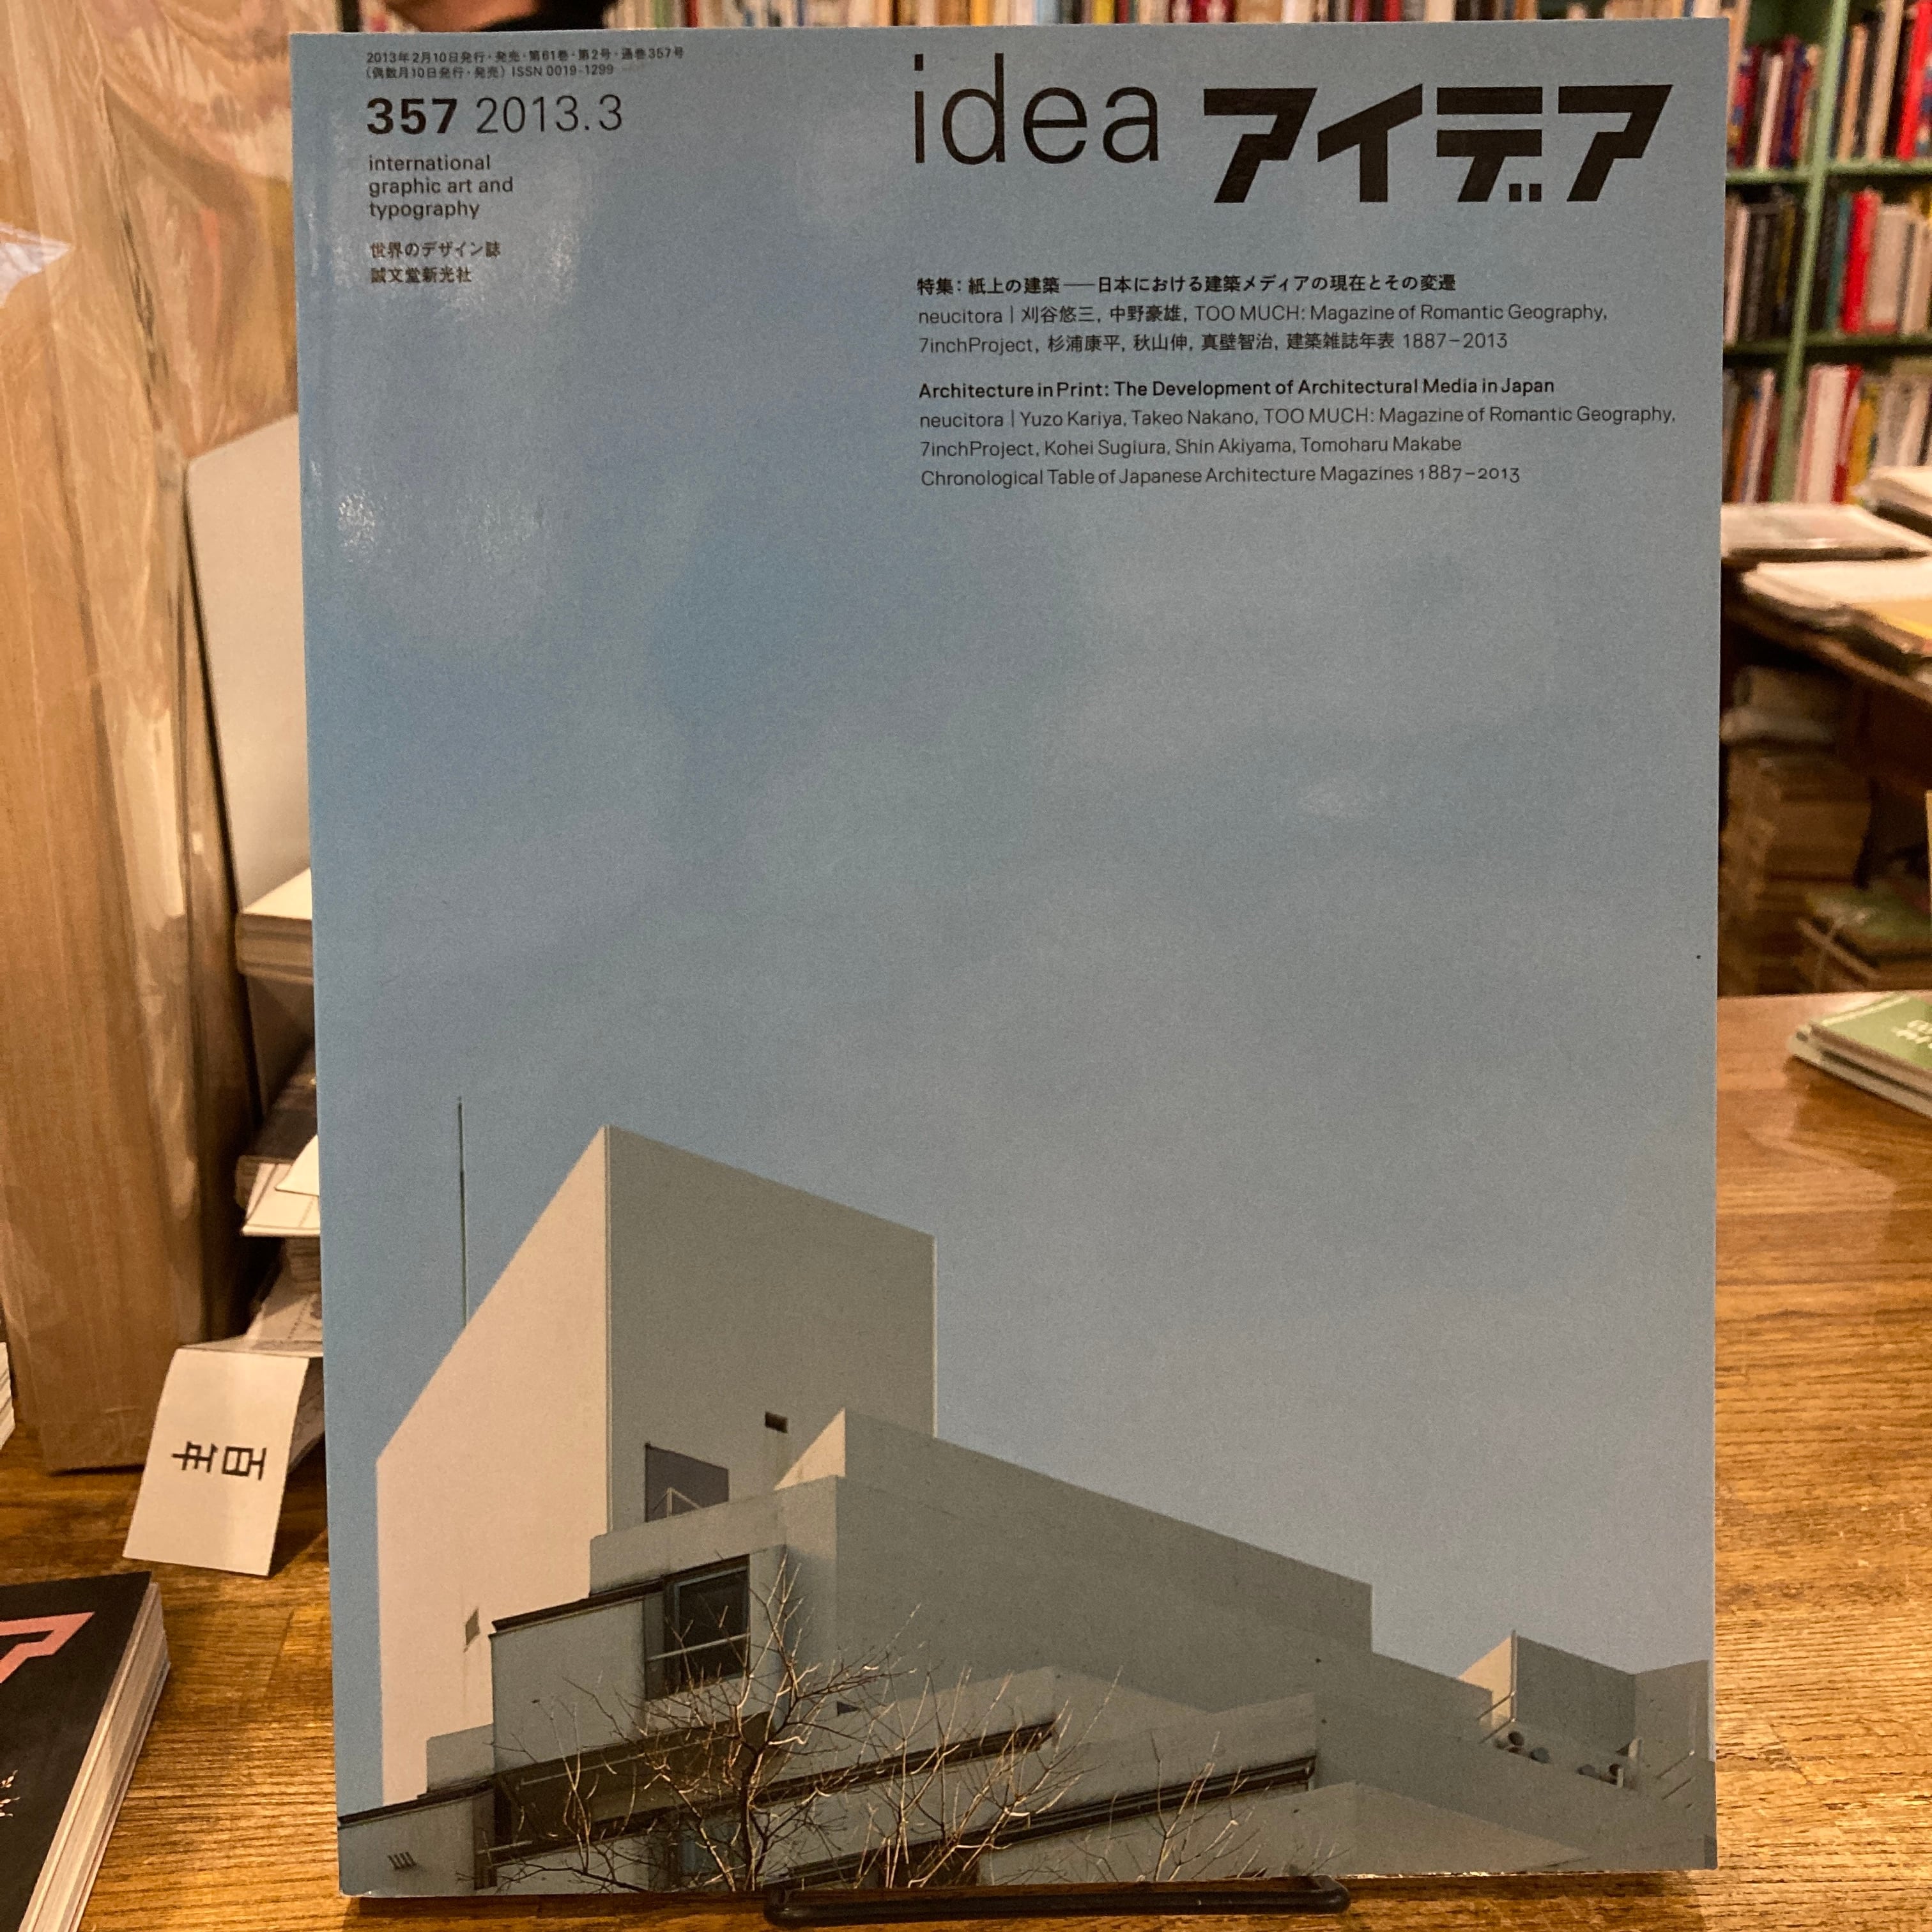 2013年2月10日発行・発売・第61巻・第2号・通巻357号
(偶数月10日発行・発売) ISSN 0019-1299
357 2013.3
international
graphic art and
typography
世界のデザイン誌
誠文堂新光社
idea アイデア
特集: 紙上の建築——日本における建築メディアの現在とその変遷
neucitora | 刈谷悠三, 中野豪雄, TOO MUCH: Magazine of Romantic Geography,
7inchProject, 杉浦康平, 秋山伸, 真壁智治, 建築雑誌年表 1887–2013
Architecture in Print: The Development of Architectural Media in Japan
neucitora | Yuzo Kariya, Takeo Nakano, TOO MUCH: Magazine of Romantic Geography,
7inchProject, Kohei Sugiura, Shin Akiyama, Tomoharu Makabe
Chronological Table of Japanese Architecture Magazines 1887–2013
百年